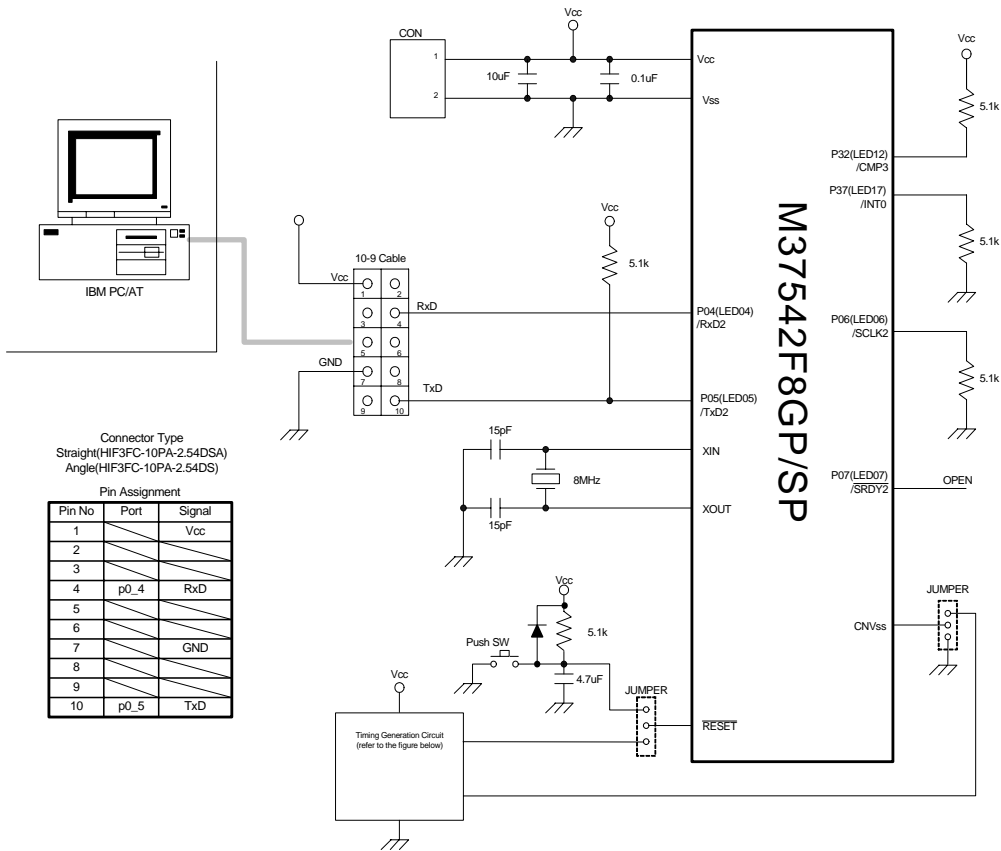 Vcc
CON
1
2
10uF
0.1uF
Vcc
Vss
Vcc
5.1k
P32(LED12)
/CMP3
P37(LED17)
/INT0
5.1k
M37542F8GP/SP
IBM PC/AT
Vcc
5.1k
10-9 Cable
Vcc
1
2
3
4
RxD
P04(LED04)
/RxD2
5
6
GND
7
8
TxD
9
10
P05(LED05)
/TxD2
P06(LED06)
/SCLK2
5.1k
15pF
XIN
8MHz
XOUT
15pF
P07(LED07)
/SRDY2
OPEN
Connector Type
Straight(HIF3FC-10PA-2.54DSA)
Angle(HIF3FC-10PA-2.54DS)
Pin Assignment
Pin No Port Signal
1 Vcc
2
3
4 p0_4 RxD
5
6
7 GND
8
9
10 p0_5 TxD
Vcc
5.1k
Push SW
4.7uF
JUMPER
RESET
JUMPER
CNVss
Vcc
Timing Generation Circuit
(refer to the figure below)